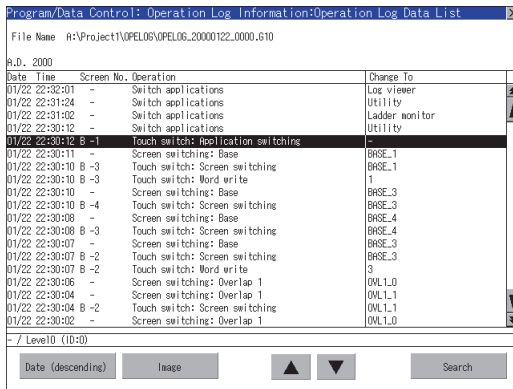 Program/Data Control: Operation Log Information:Operation Log Data List
File Name A:\Project1\OPELOG\OPELOG_20000122_0000.G10
A.D. 2000
Date Time Screen No. Operation Change To
01/22 22:32:01 - Switch applications Log viewer
01/22 22:31:24 - Switch applications Utility
01/22 22:31:02 - Switch applications Ladder monitor
01/22 22:30:12 - Switch applications Utility
01/22 22:30:12 B -1 Touch switch: Application switching -
01/22 22:30:11 - Screen switching: Base BASE_1
01/22 22:30:10 B -3 Touch switch: Screen switching BASE_1
01/22 22:30:10 B -3 Touch switch: Word write 1
01/22 22:30:10 - Screen switching: Base BASE_3
01/22 22:30:10 B -4 Touch switch: Screen switching BASE_3
01/22 22:30:08 - Screen switching: Base BASE_4
01/22 22:30:08 B -3 Touch switch: Screen switching BASE_4
01/22 22:30:07 - Screen switching: Base BASE_3
01/22 22:30:07 B -2 Touch switch: Screen switching BASE_3
01/22 22:30:07 B -2 Touch switch: Word write 3
01/22 22:30:06 - Screen switching: Overlap 1 OVL1_0
01/22 22:30:04 - Screen switching: Overlap 1 OVL1_1
01/22 22:30:04 B -2 Touch switch: Screen switching OVL1_1
01/22 22:30:02 - Screen switching: Overlap 1 OVL1_0
- / Level0 (ID:0)
Date (descending) Image ▲ ▼ Search